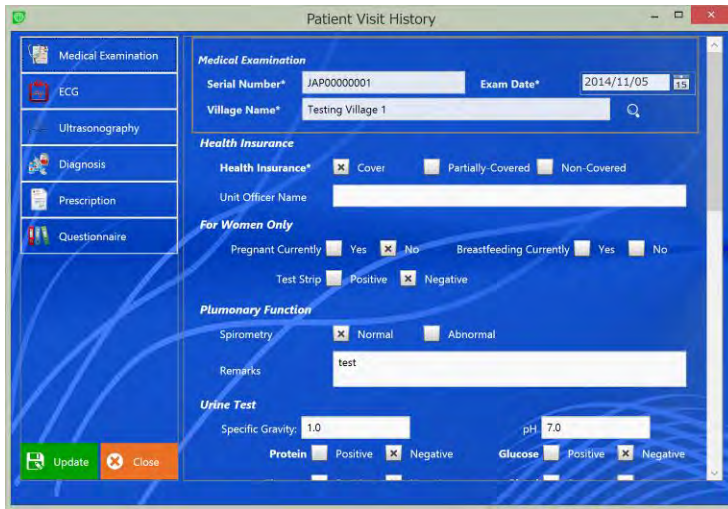 Patient Visit History
Medical Examination
ECG
Ultrasonography
Diagnosis
Prescription
Questionnaire
Update
Close
Medical Examination
Serial Number* JAP00000001 Exam Date* 2014/11/05 15
Village Name* Testing Village 1
Health Insurance
Health Insurance* Cover Partially-Covered Non-Covered
Unit Officer Name
For Women Only
Pregnant Currently Yes No Breastfeeding Currently Yes No
Test Strip Positive Negative
Plumonary Function
Spirometry Normal Abnormal
Remarks test
Urine Test
Specific Gravity: 1.0 pH 7.0
Protein Positive Negative Glucose Positive Negative